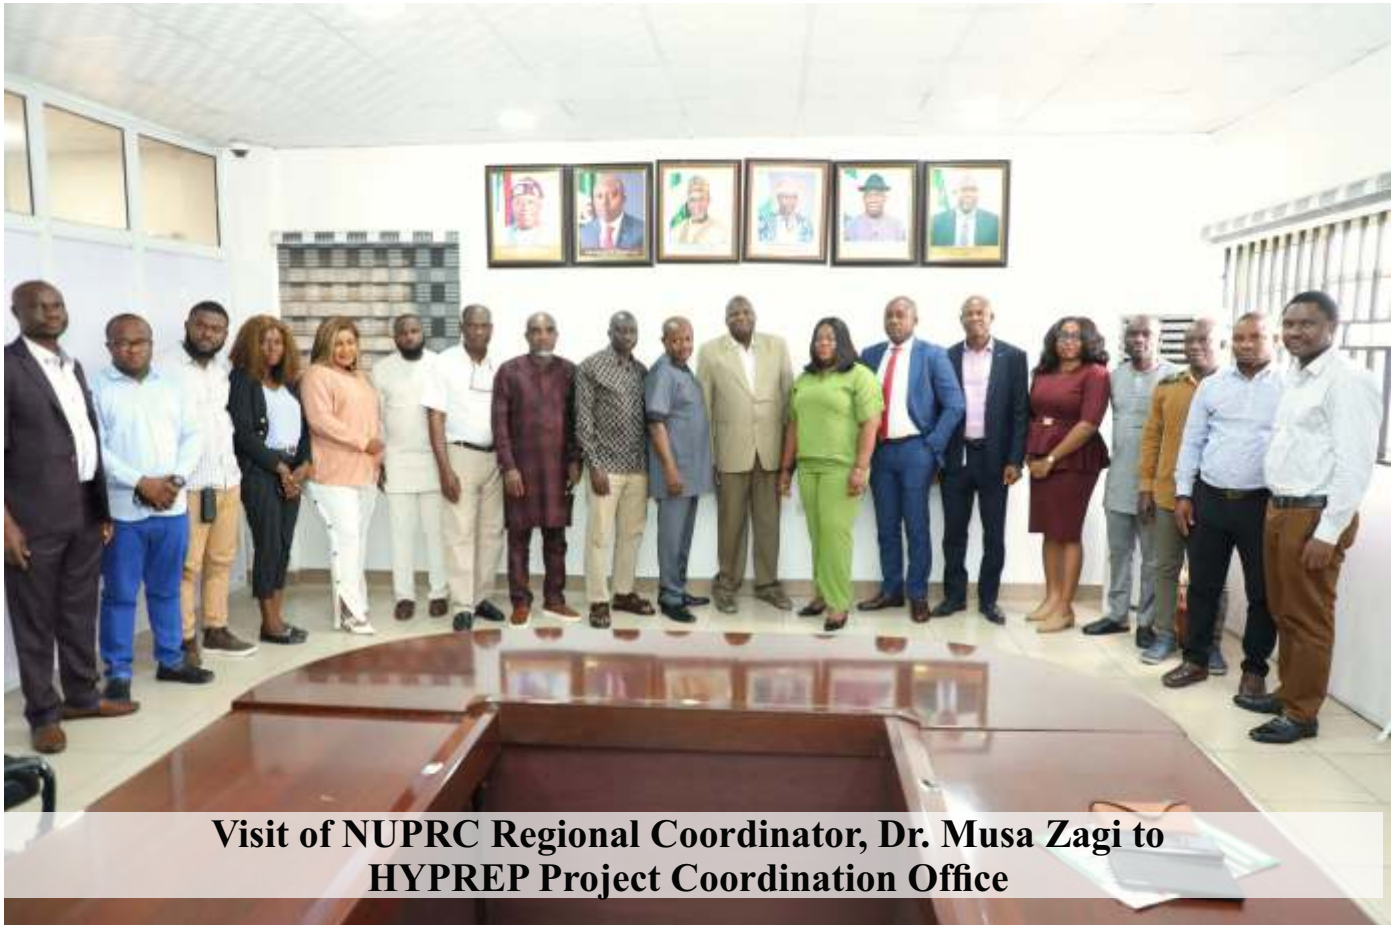 Visit of NUPRC Regional Coordinator, Dr. Musa Zagi to
HYPREP Project Coordination Office